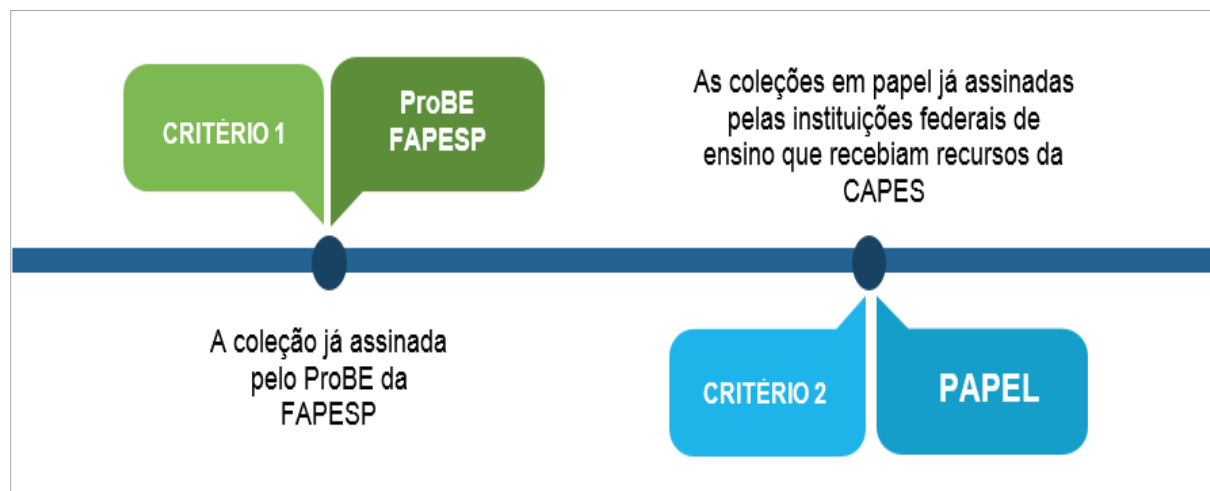 CRITÉRIO 1
ProBE
FAPESP
A coleção já assinada
pelo ProBE da
FAPESP
As coleções em papel já assinadas
pelas instituições federais de
ensino que recebiam recursos da
CAPES
CRITÉRIO 2
PAPEL